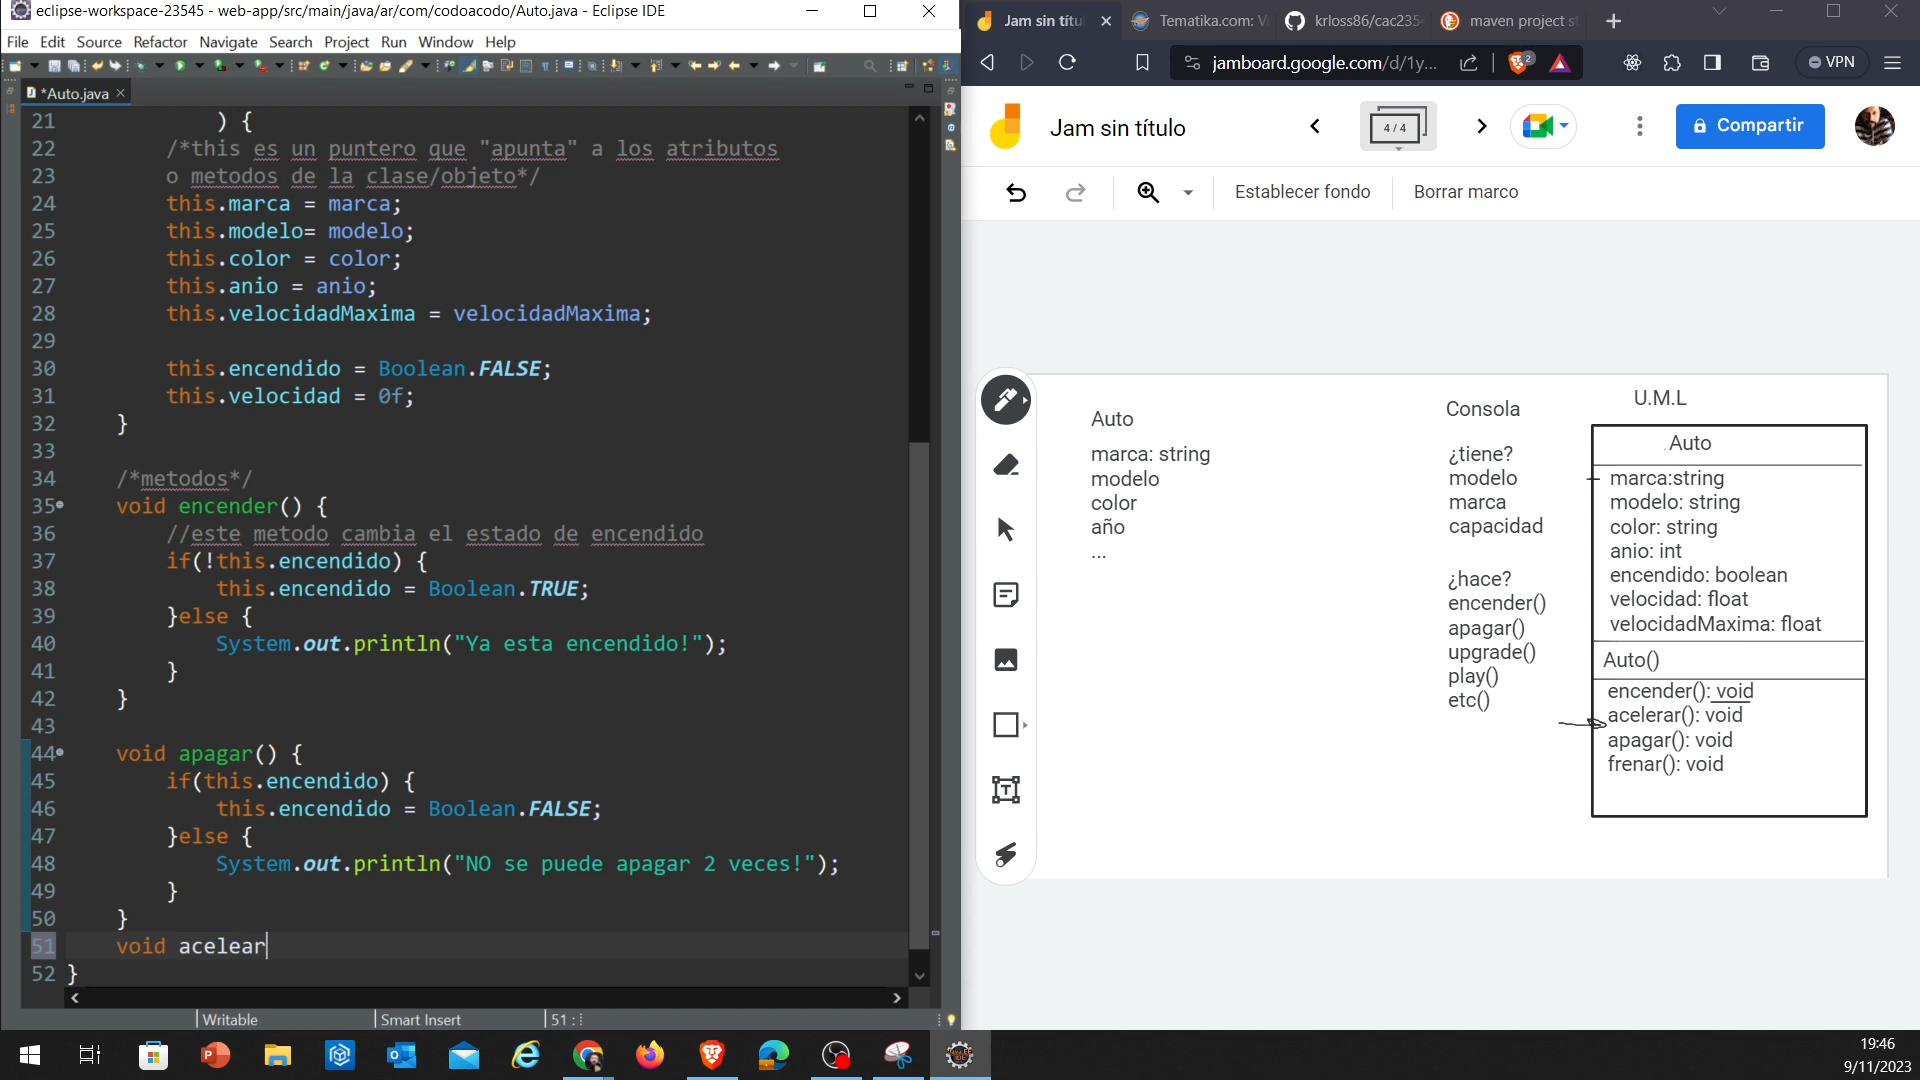 eclipse-workspace-23545 - web-app/src/main/java/ar/com/codoacodo/Auto.java - Eclipse IDE
File Edit Source Refactor Navigate Search Project Run Window Help
*Auto.java
21 ) {
22 /*this es un puntero que "apunta" a los atributos
23 o metodos de la clase/objeto*/
24 this.marca = marca;
25 this.modelo= modelo;
26 this.color = color;
27 this.anio = anio;
28 this.velocidadMaxima = velocidadMaxima;
29
30 this.encendido = Boolean.FALSE;
31 this.velocidad = 0f;
32 }
33
34 /*metodos*/
35 void encender() {
36 //este metodo cambia el estado de encendido
37 if(!this.encendido) {
38 this.encendido = Boolean.TRUE;
39 }else {
40 System.out.println("Ya esta encendido!");
41 }
42 }
43
44 void apagar() {
45 if(this.encendido) {
46 this.encendido = Boolean.FALSE;
47 }else {
48 System.out.println("NO se puede apagar 2 veces!");
49 }
50 }
51 void acelear
52 }
Writable Smart Insert 51 :
Jam sin títu Tematika.com: krloss86/cac235 maven project s
jamboard.google.com/d/1y... 2 VPN
Jam sin título
4 / 4
Compartir
Establecer fondo Borrar marco
Auto
marca: string
modelo
color
año
...
Consola
¿tiene?
modelo
marca
capacidad
¿hace?
encender()
apagar()
upgrade()
play()
etc()
U.M.L
Auto
marca:string
modelo: string
color: string
anio: int
encendido: boolean
velocidad: float
velocidadMaxima: float
Auto()
encender(): void
acelerar(): void
apagar(): void
frenar(): void
19:46
9/11/2023